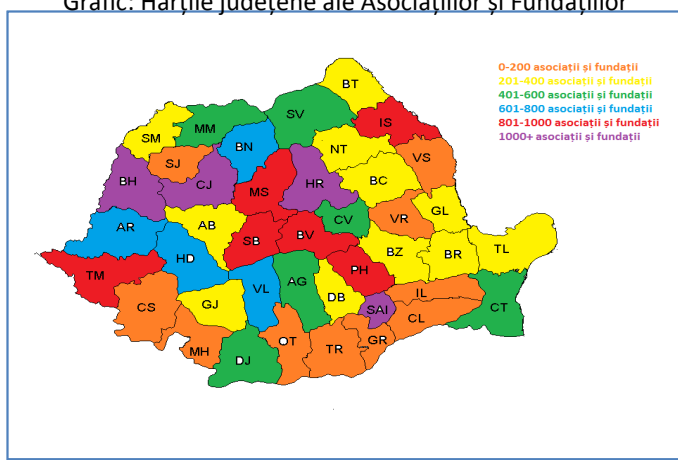 Grafic: Hărțile județene ale Asociațiilor și Fundațiilor
0-200 asociații și fundații
201-400 asociații și fundații
401-600 asociații și fundații
601-800 asociații și fundații
801-1000 asociații și fundații
1000+ asociații și fundații
BT
SV
MM
IS
SM
BN
NT
SJ
VS
BH
CJ
MS
HR
BC
CV
VR
GL
AR
AB
SB
BV
BZ
BR
TL
HD
TM
PH
VL
AG
IL
DB
CS
GJ
SAI
CL
CT
OT
TR
GR
MH
DJ